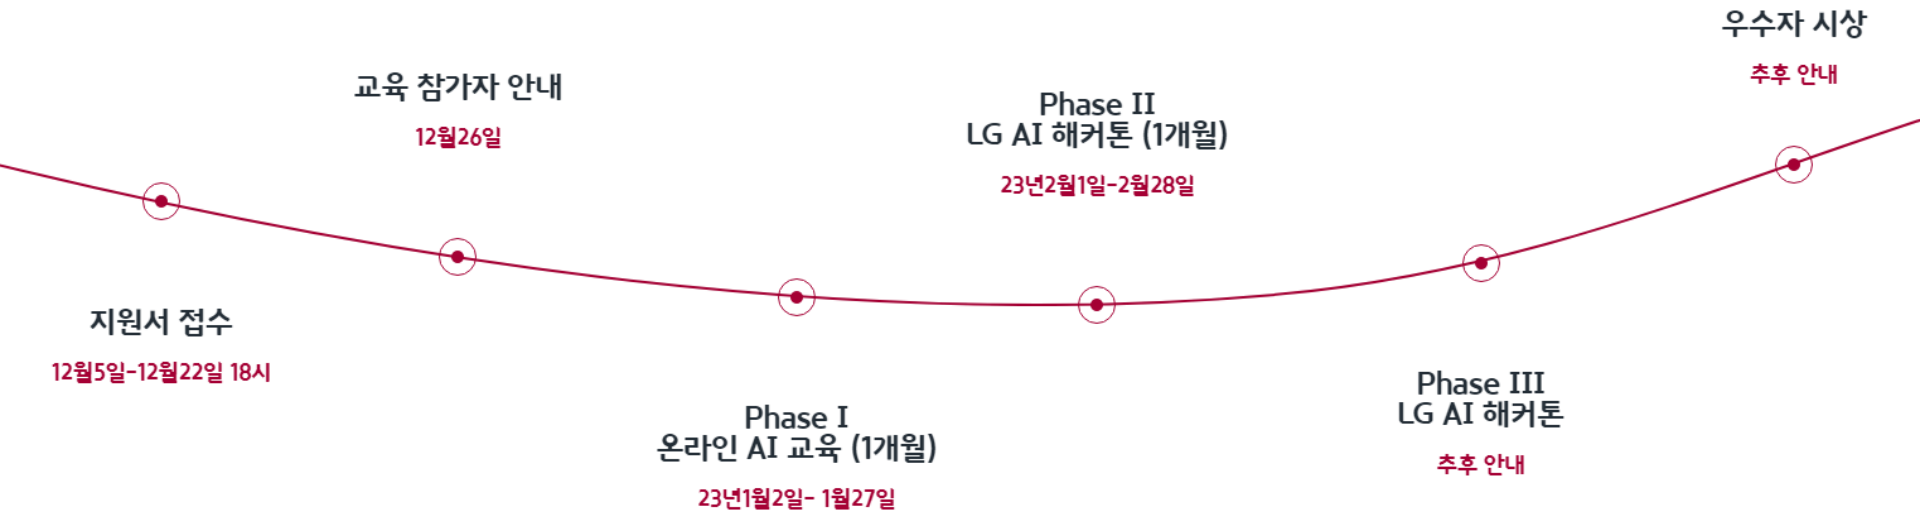 지원서 접수
12월5일-12월22일 18시
교육 참가자 안내
12월26일
Phase I
온라인 AI 교육 (1개월)
23년1월2일- 1월27일
Phase II
LG AI 해커톤 (1개월)
23년2월1일-2월28일
Phase III
LG AI 해커톤
추후 안내
우수자 시상
추후 안내